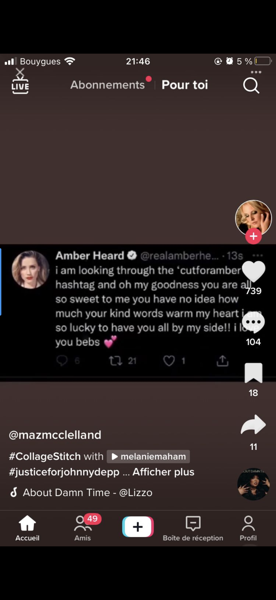 Bouygues 21:46 5 %
LIVE
Abonnements Pour toi
Amber Heard @realamberhe... · 13s
i am looking through the 'cutforamber'
hashtag and oh my goodness you are all
so sweet to me you have no idea how
much your kind words warm my heart i am
so lucky to have you all by my side!! i lo
you bebs 💕
6 21 1
739
104
18
11
@mazmcclelland
#CollageStitch with melaniemaham
#justiceforjohnnydepp ... Afficher plus
About Damn Time - @Lizzo
49
Accueil Amis Boîte de réception Profil